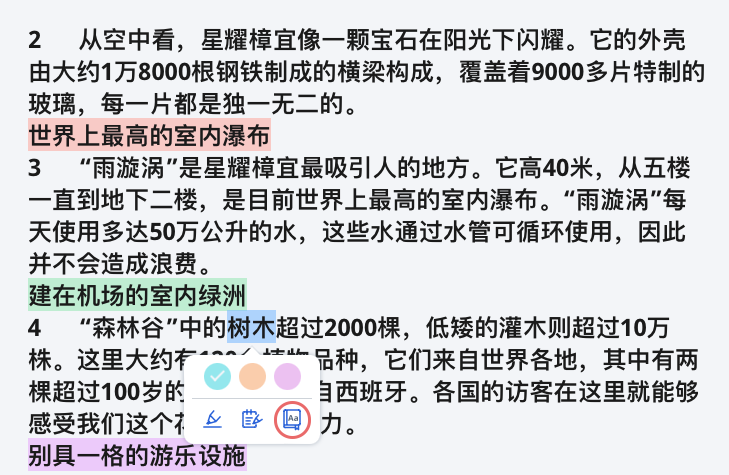 2 从空中看，星耀樟宜像一颗宝石在阳光下闪耀。它的外壳
由大约1万8000根钢铁制成的横梁构成，覆盖着9000多片特制的
玻璃，每一片都是独一无二的。
世界上最高的室内瀑布
3 “雨漩涡”是星耀樟宜最吸引人的地方。它高40米，从五楼
一直到地下二楼，是目前世界上最高的室内瀑布。“雨漩涡”每
天使用多达50万公升的水，这些水通过水管可循环使用，因此
并不会造成浪费。
建在机场的室内绿洲
4 “森林谷”中的树木超过2000棵，低矮的灌木则超过10万
株。这里大约有 品种，它们来自世界各地，其中有两
棵超过100岁的 自西班牙。各国的访客在这里就能够
感受我们这个花 力。
Aa
别具一格的游乐设施